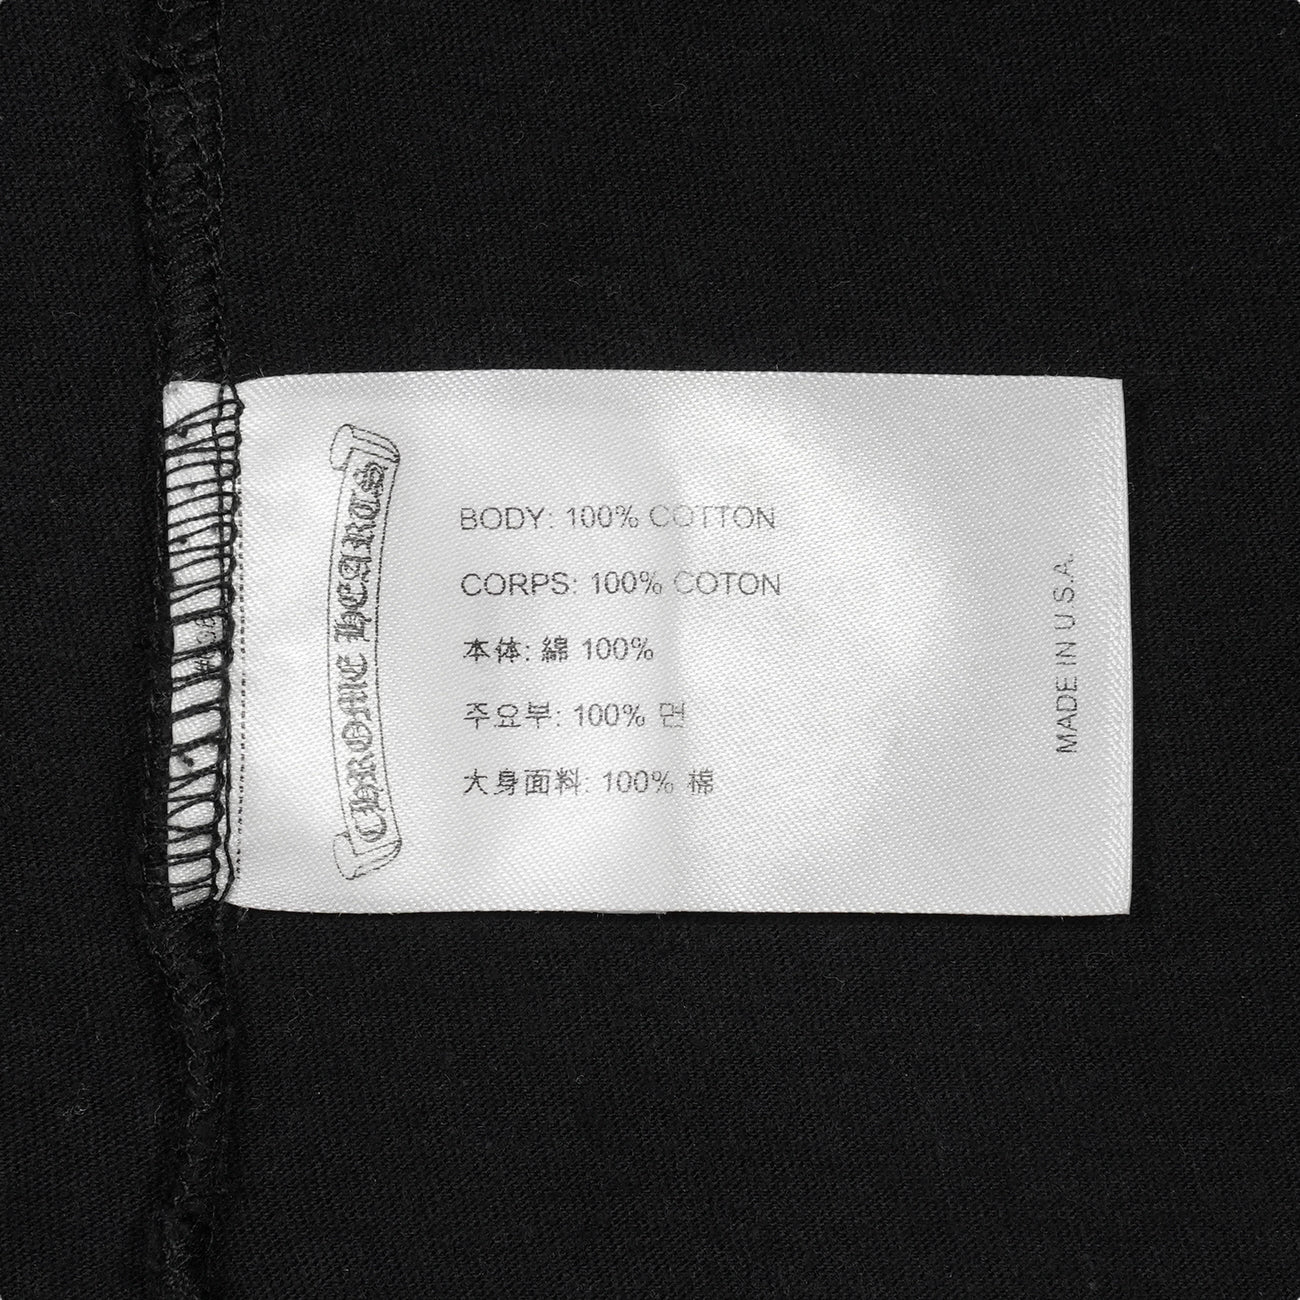 CHROME HEARTS
BODY: 100% COTTON
CORPS: 100% COTON
本体: 綿 100%
주요부: 100% 면
大身面料: 100% 棉
MADE IN U.S.A.